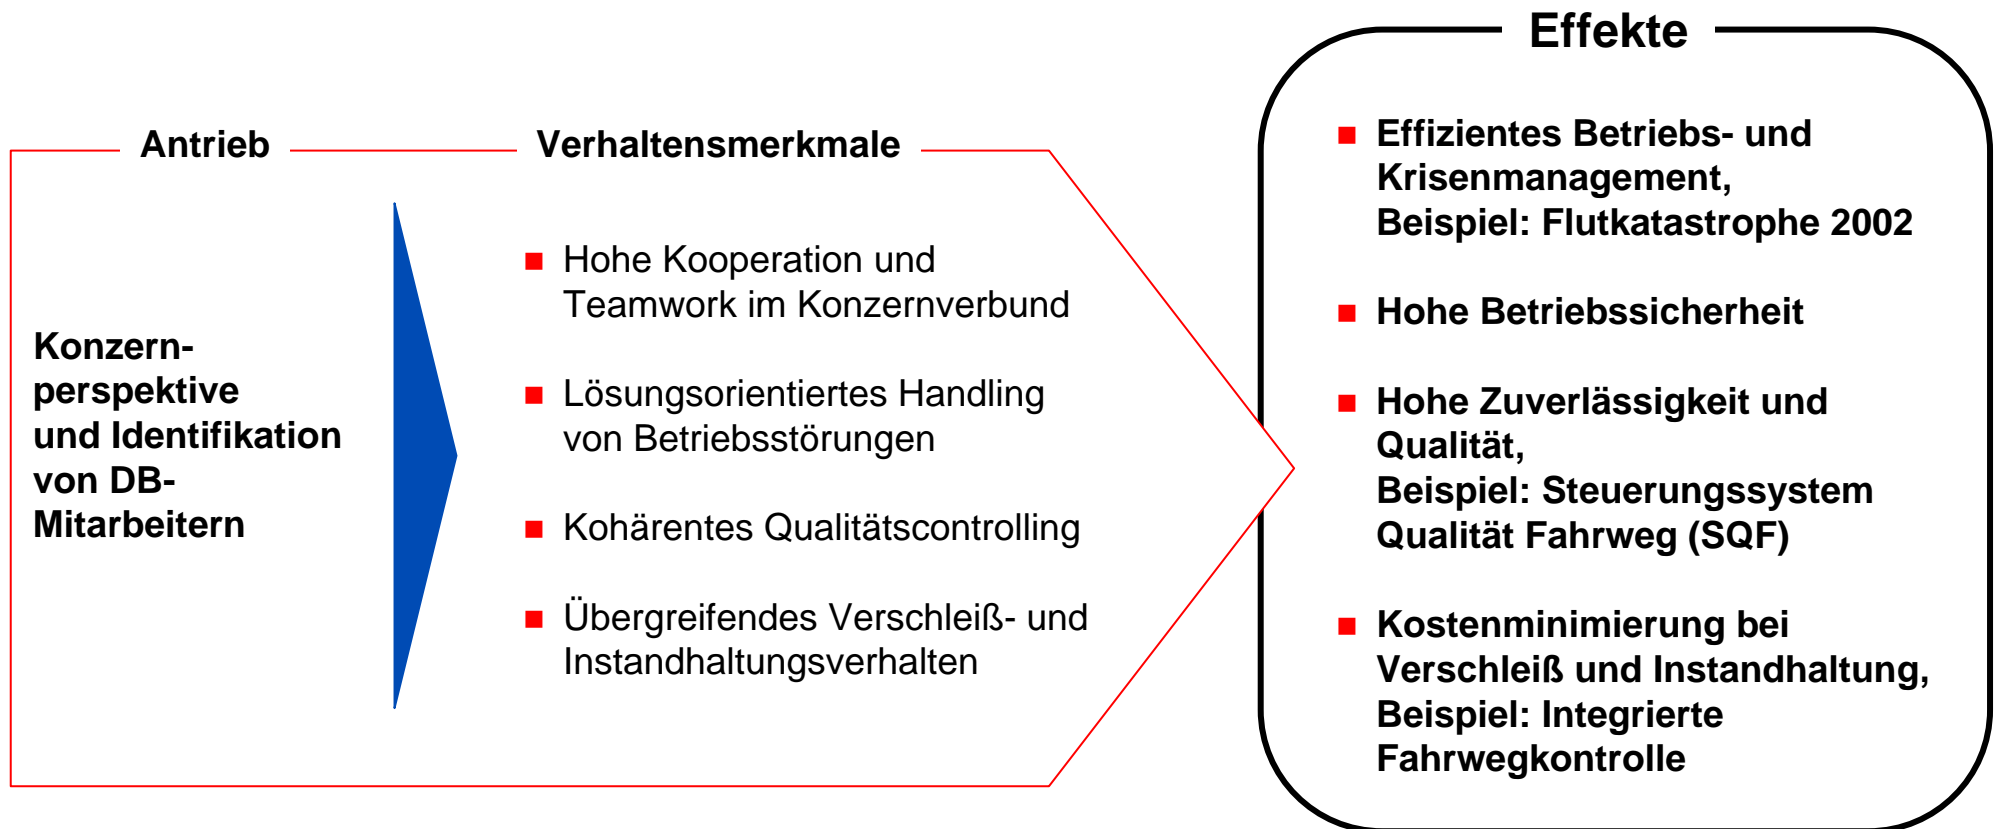 Antrieb
Konzern-
perspektive
und Identifikation
von DB-
Mitarbeitern
Verhaltensmerkmale
Hohe Kooperation und
Teamwork im Konzernverbund
Lösungsorientiertes Handling
von Betriebsstörungen
Kohärentes Qualitätscontrolling
Übergreifendes Verschleiß- und
Instandhaltungsverhalten
Effekte
Effizientes Betriebs- und
Krisenmanagement,
Beispiel: Flutkatastrophe 2002
Hohe Betriebssicherheit
Hohe Zuverlässigkeit und
Qualität,
Beispiel: Steuerungssystem
Qualität Fahrweg (SQF)
Kostenminimierung bei
Verschleiß und Instandhaltung,
Beispiel: Integrierte
Fahrwegkontrolle